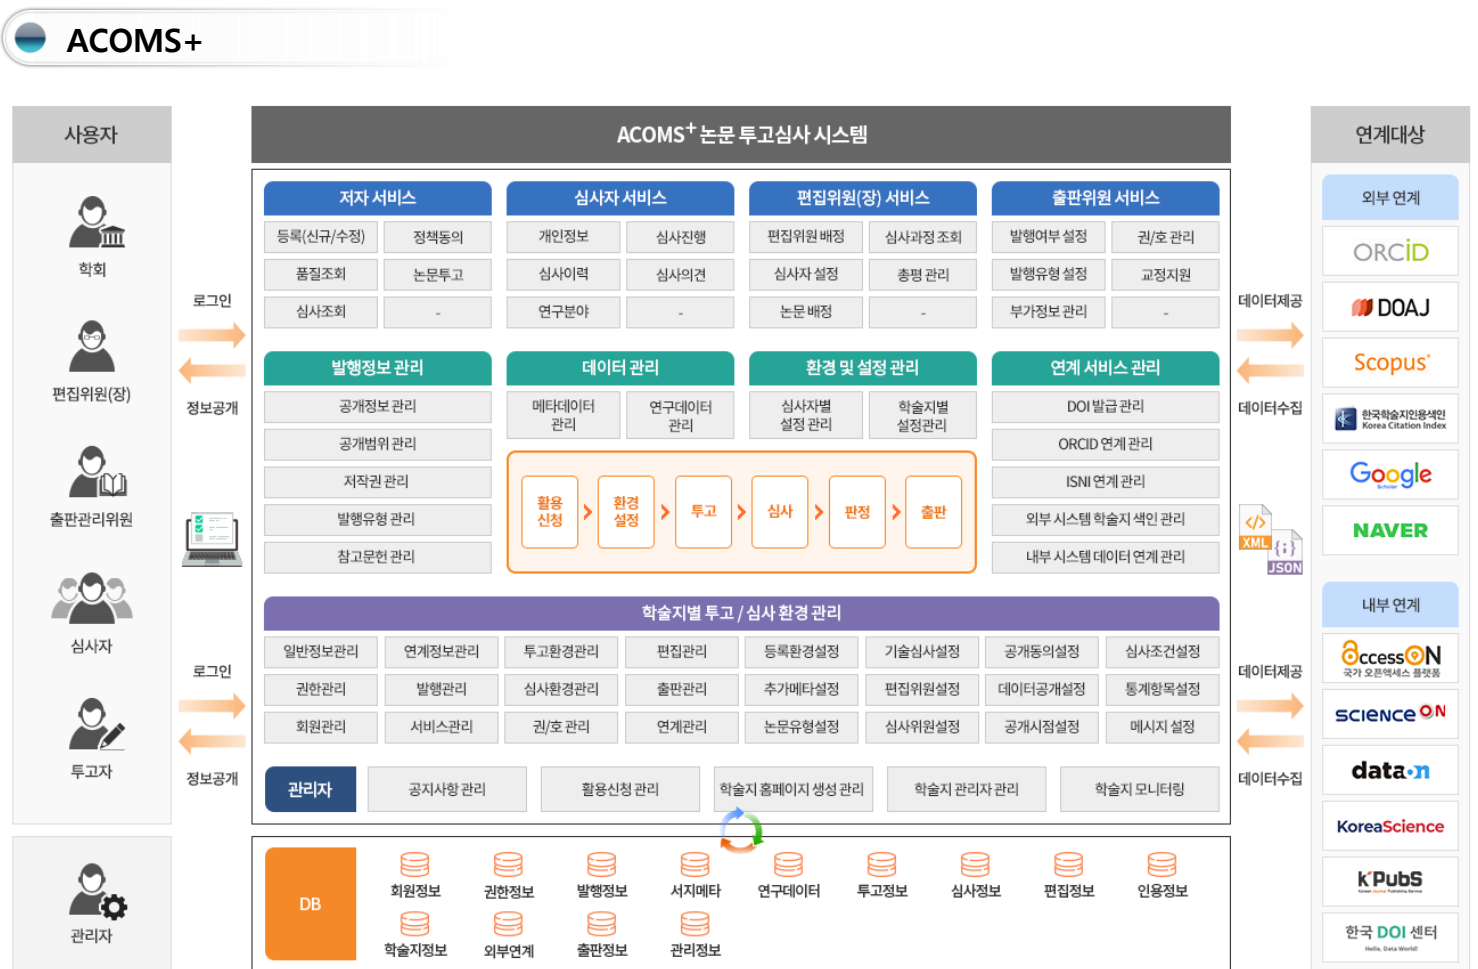 ACOMS+
사용자
학회
편집위원(장)
출판관리위원
심사자
투고자
관리자
로그인
정보공개
로그인
정보공개
ACOMS+ 논문 투고심사 시스템
저자 서비스
등록(신규/수정) 정책동의
품질조회 논문투고
심사조회 -
심사자 서비스
개인정보 심사진행
심사이력 심사의견
연구분야 -
편집위원(장) 서비스
편집위원 배정 심사과정 조회
심사자 설정 총평 관리
논문 배정 -
출판위원 서비스
발행여부 설정 권/호 관리
발행유형 설정 교정지원
부가정보 관리 -
발행정보 관리
공개정보 관리
공개범위 관리
저작권 관리
발행유형 관리
참고문헌 관리
데이터 관리
메타데이터
관리
연구데이터
관리
환경 및 설정 관리
심사자별
설정 관리
학술지별
설정관리
연계 서비스 관리
DOI 발급 관리
ORCID 연계 관리
ISNI 연계 관리
외부 시스템 학술지 색인 관리
내부 시스템 데이터 연계 관리
활용
신청
환경
설정
투고
심사
판정
출판
학술지별 투고 / 심사 환경 관리
일반정보관리 연계정보관리 투고환경관리 편집관리 등록환경설정 기술심사설정 공개동의설정 심사조건설정
권한관리 발행관리 심사환경관리 출판관리 추가메타설정 편집위원설정 데이터공개설정 통계항목설정
회원관리 서비스관리 권/호 관리 연계관리 논문유형설정 심사위원설정 공개시점설정 메시지 설정
관리자 공지사항 관리 활용신청 관리 학술지 홈페이지 생성 관리 학술지 관리자 관리 학술지 모니터링
DB
회원정보 권한정보 발행정보 서지메타 연구데이터 투고정보 심사정보 편집정보 인용정보
학술지정보 외부연계 출판정보 관리정보
데이터제공
데이터수집
XML
{i}
JSON
데이터제공
데이터수집
연계대상
외부 연계
ORCID
DOAJ
Scopus
한국학술지인용색인
Korea Citation Index
Google
Scholar
NAVER
내부 연계
AccessON
국가 오픈액세스 플랫폼
SCIENCE ON
data on
KoreaScience
K'PubS
Korean Journal Publishing Service
한국 DOI 센터
Hello, Data World!